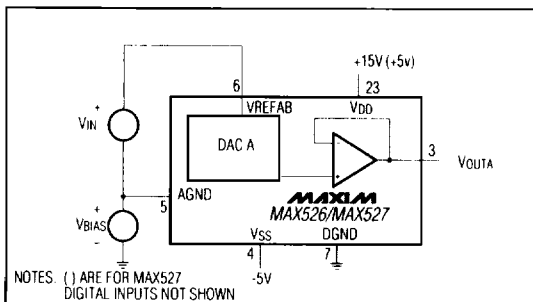 +15V (+5v)
6
23
VREFAB
VDD
+
VIN
DAC A
-
+
3
VOUTA
AGND
5
MAXIM
MAX526/MAX527
+
VBIAS
-
VSS
DGND
4
7
-5V
NOTES. ( ) ARE FOR MAX527
DIGITAL INPUTS NOT SHOWN